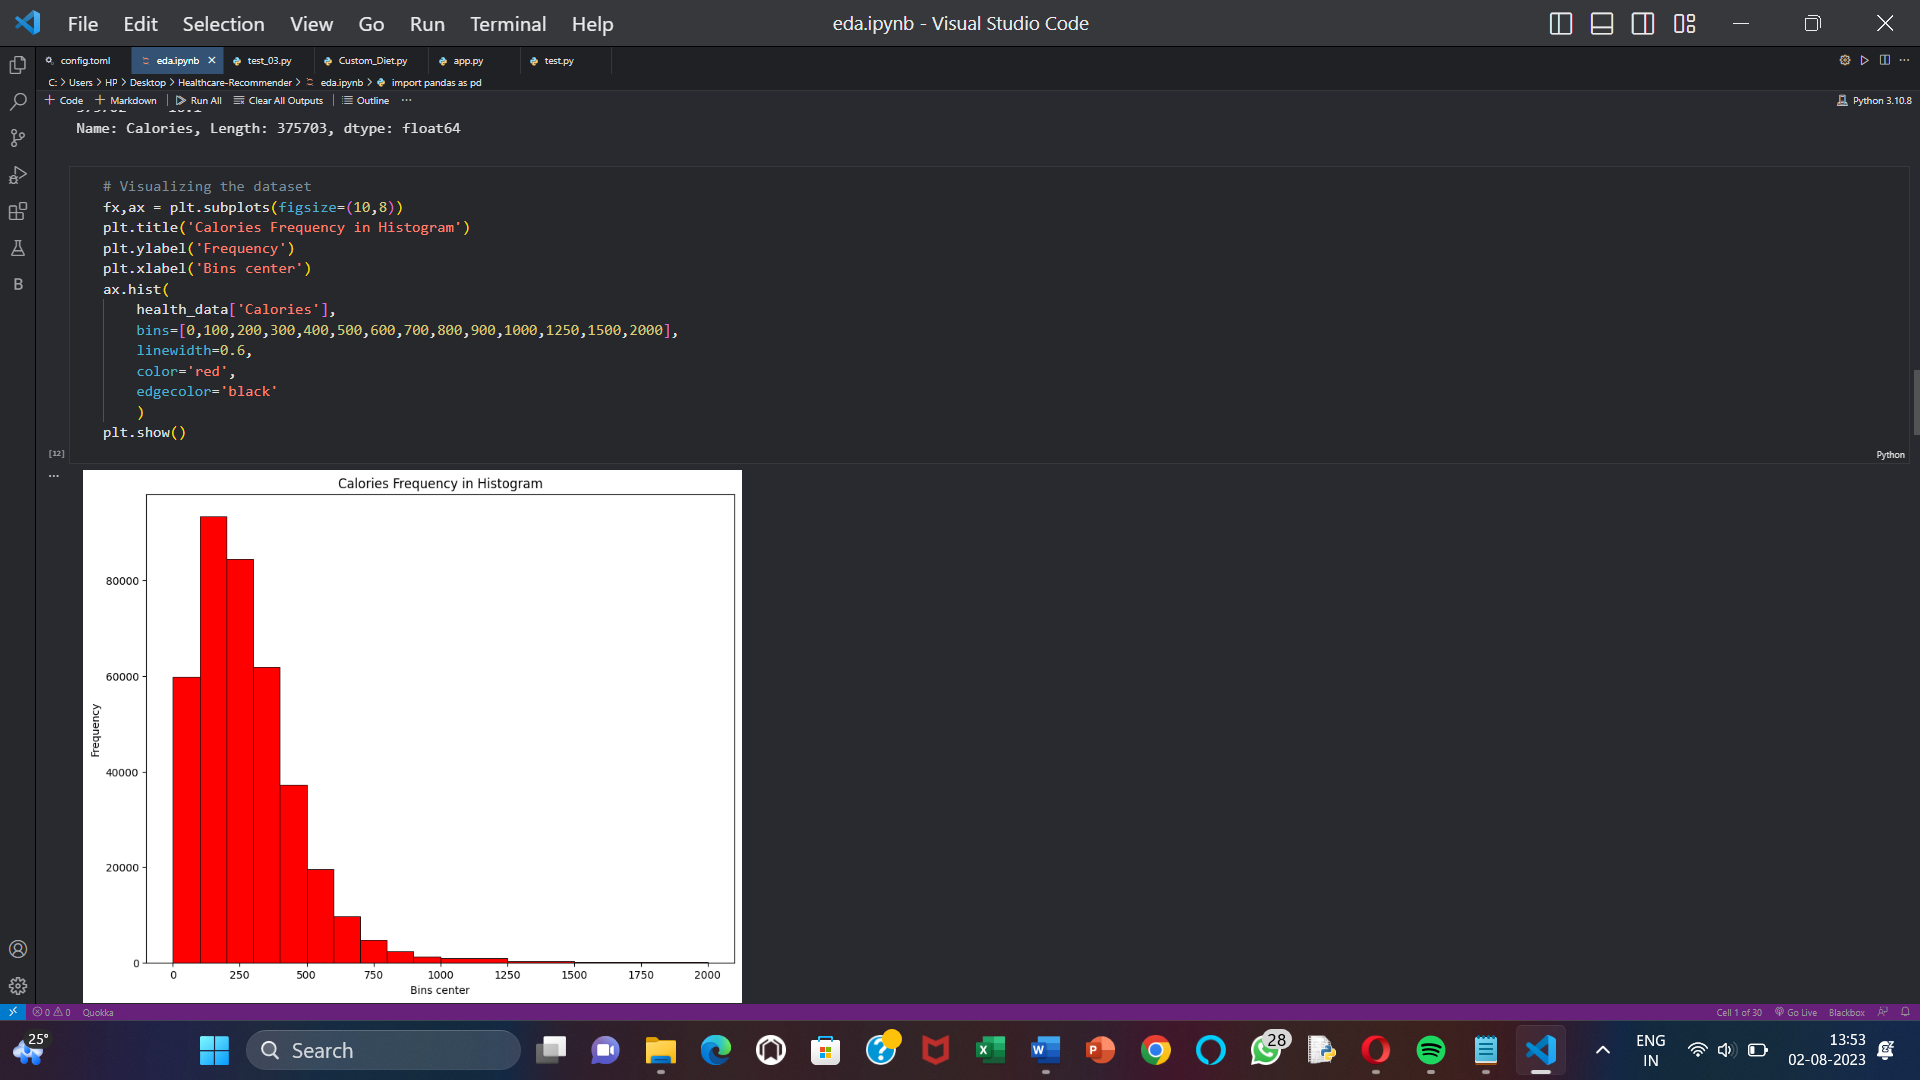 File Edit Selection View Go Run Terminal Help
eda.ipynb - Visual Studio Code
config.toml eda.ipynb test_03.py Custom_Diet.py app.py test.py
C: > Users > HP > Desktop > Healthcare-Recommender > eda.ipynb > import pandas as pd
+ Code + Markdown Run All Clear All Outputs Outline ...
Python 3.10.8
Name: Calories, Length: 375703, dtype: float64
# Visualizing the dataset
fx,ax = plt.subplots(figsize=(10,8))
plt.title('Calories Frequency in Histogram')
plt.ylabel('Frequency')
plt.xlabel('Bins center')
ax.hist(
health_data['Calories'],
bins=[0,100,200,300,400,500,600,700,800,900,1000,1250,1500,2000],
linewidth=0.6,
color='red',
edgecolor='black'
)
plt.show()
[12]
Python
...
Calories Frequency in Histogram
80000
60000
40000
20000
0
Frequency
0 250 500 750 1000 1250 1500 1750 2000
Bins center
B
0 0 Quokka
Cell 1 of 30 Go Live Blackbox
25°
Search
28
ENG
IN
13:53
02-08-2023